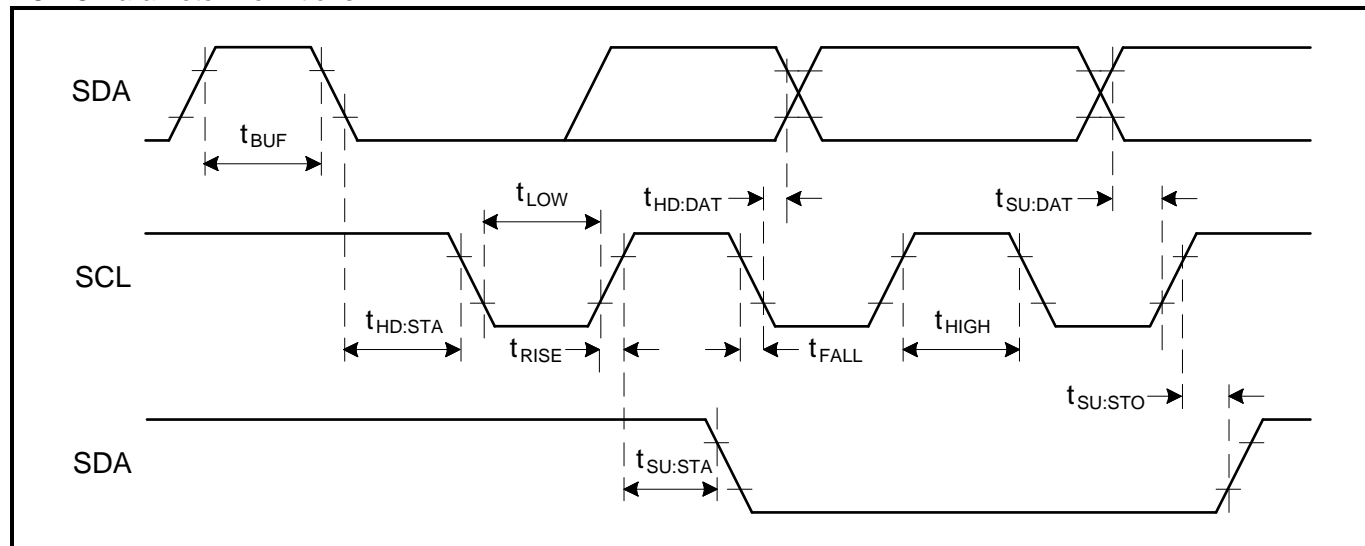 SDA
tBUF
tLOW
tHD:DAT
tSU:DAT
SCL
tHD:STA
tRISE
tFALL
tHIGH
tSU:STO
SDA
tSU:STA